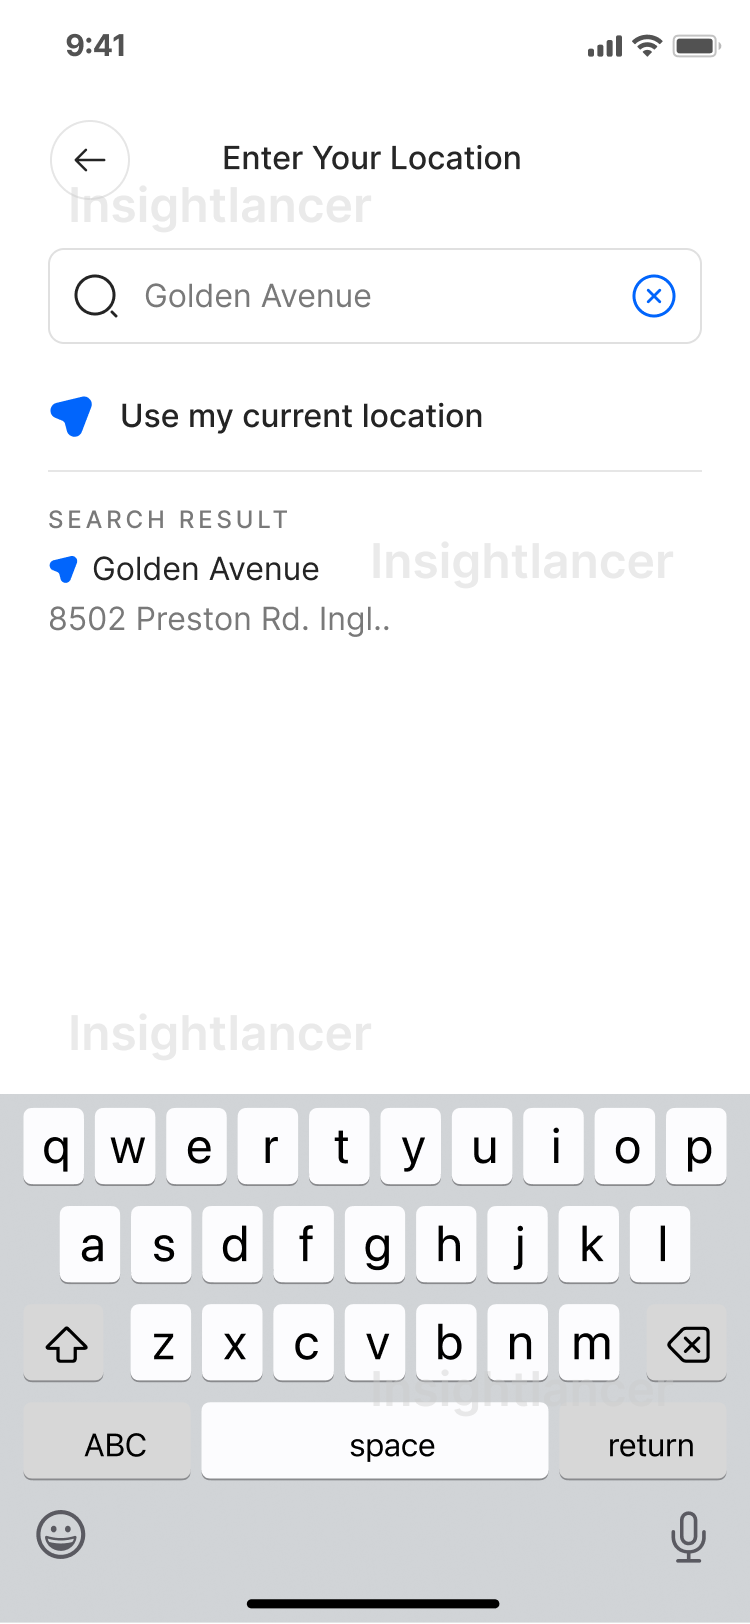 9:41
Enter Your Location
Insightlancer
Golden Avenue
Use my current location
SEARCH RESULT
Golden Avenue
Insightlancer
8502 Preston Rd. Ingl..
Insightlancer
q w e r t y u i o p
a s d f g h j k l
z x c v b n m
Insightlancer
ABC space return